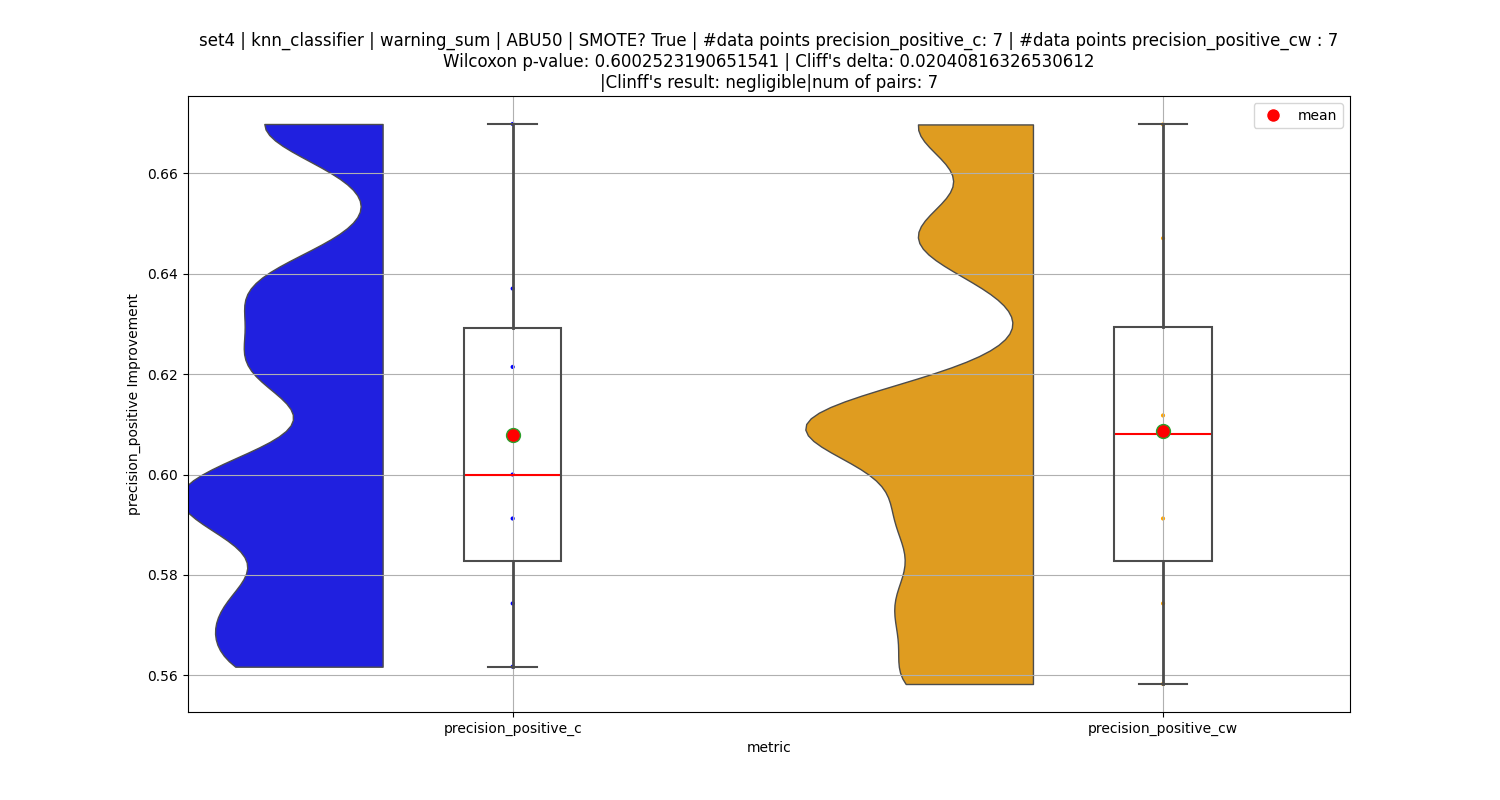 set4 | knn_classifier | warning_sum | ABU50 | SMOTE? True | #data points precision_positive_c: 7 | #data points precision_positive_cw : 7
Wilcoxon p-value: 0.6002523190651541 | Cliff's delta: 0.02040816326530612
|Clinff's result: negligible|num of pairs: 7
mean
0.66
0.64
0.62
0.60
0.58
0.56
precision_positive Improvement
precision_positive_c
precision_positive_cw
metric